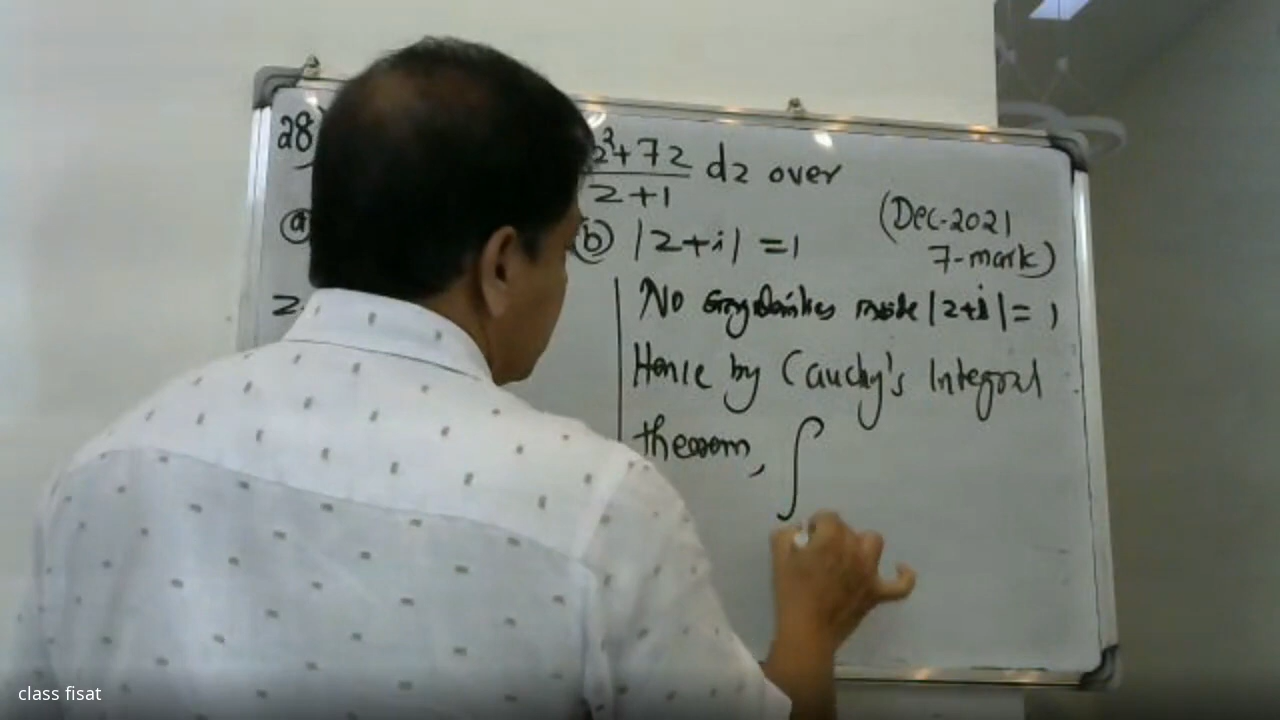 28)
z³+7z dz over
z+1
(Dec-2021
(a) (b) |z+i| = 1
7-mark)
z
No singularities inside |z+i| = 1
Hence by Cauchy's Integral
theorem, ∫
class fisat